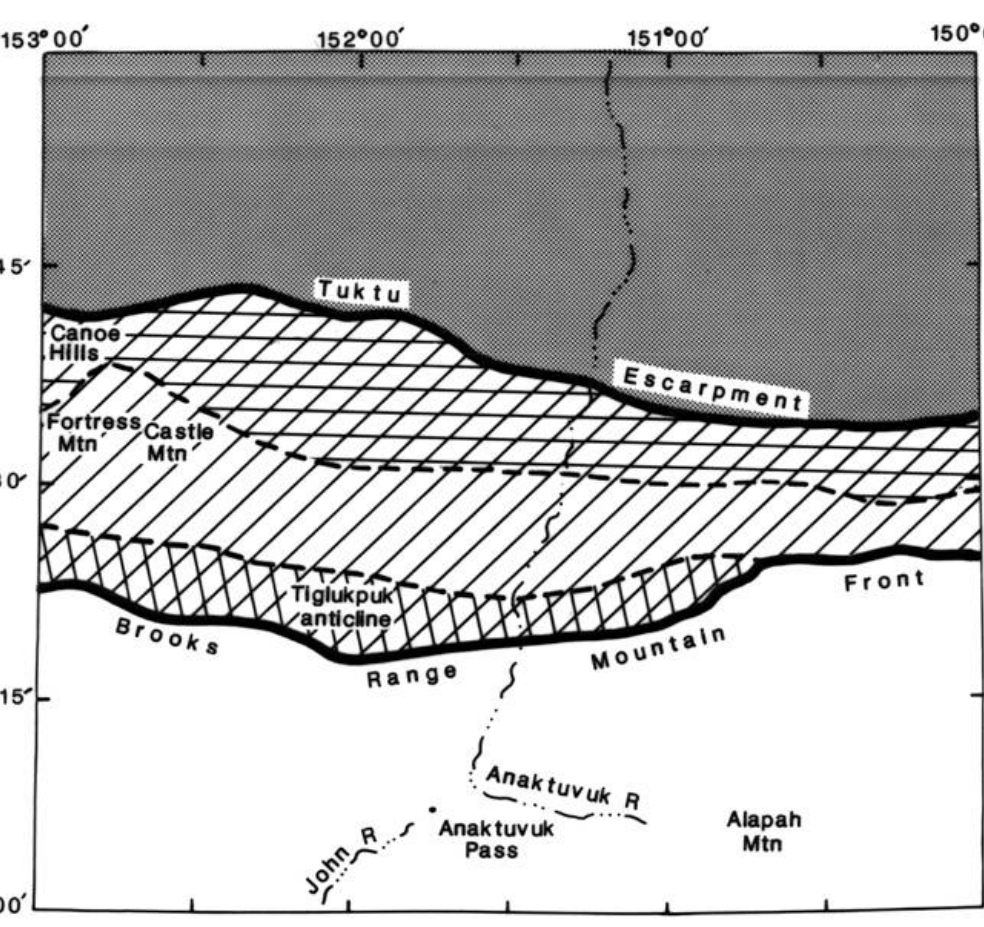 153°00′
152°00′
151°00′
150°
45′
Tuktu
Canoe
Hills
Escarpment
Fortress
Mtn
Castle
Mtn
0′
Tiglukpuk
anticline
Front
Brooks
Range
Mountain
15′
Anaktuvuk R
Anaktuvuk
Pass
Alapah
Mtn
John R
00′